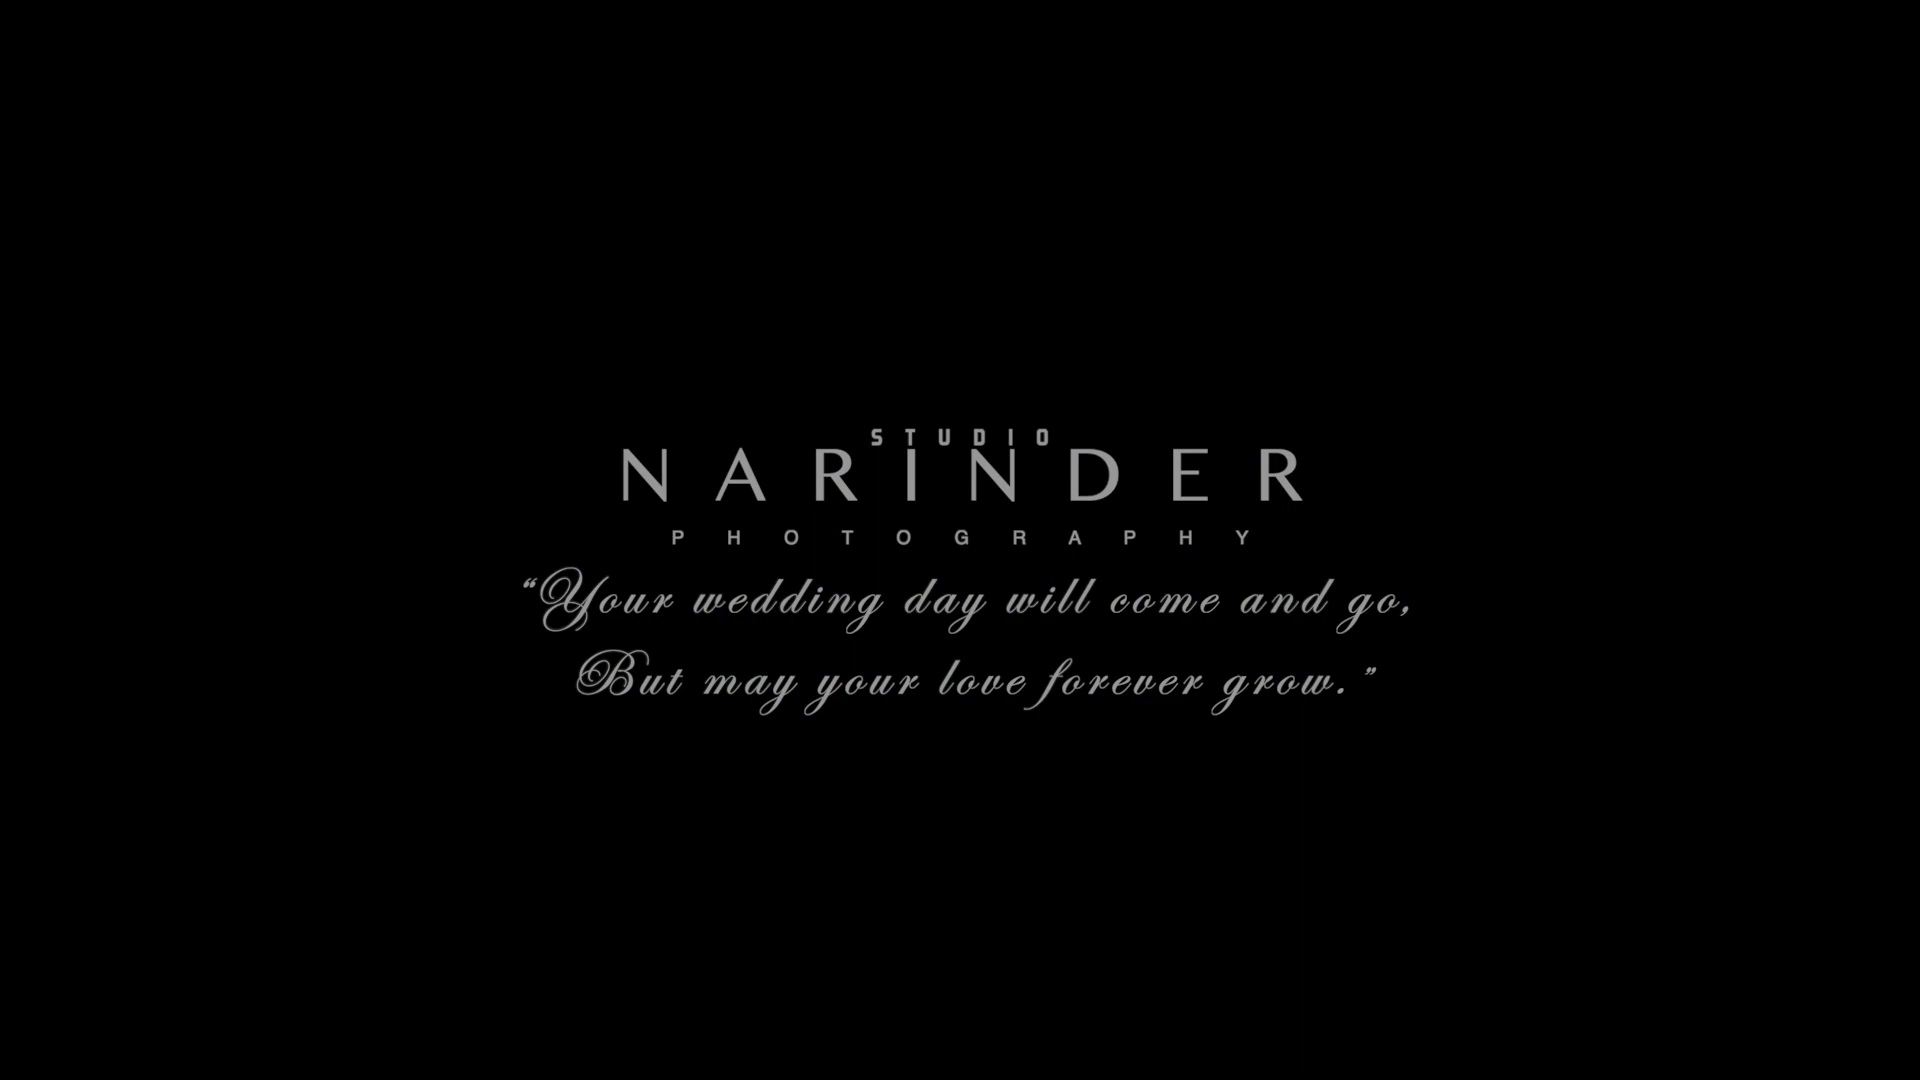 STUDIO
NARINDER
PHOTOGRAPHY
“Your wedding day will come and go,
But may your love forever grow.”